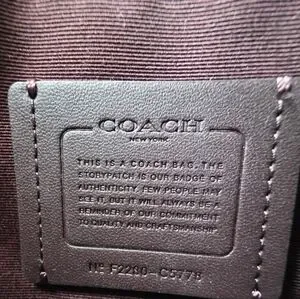 COACH
NEW YORK
THIS IS A COACH BAG. THE
STORYPATCH IS OUR BADGE OF
AUTHENTICITY. FEW PEOPLE MAY
SEE IT, BUT IT WILL ALWAYS BE A
REMINDER OF OUR COMMITMENT
TO QUALITY AND CRAFTSMANSHIP.
Nº F2280-C5778